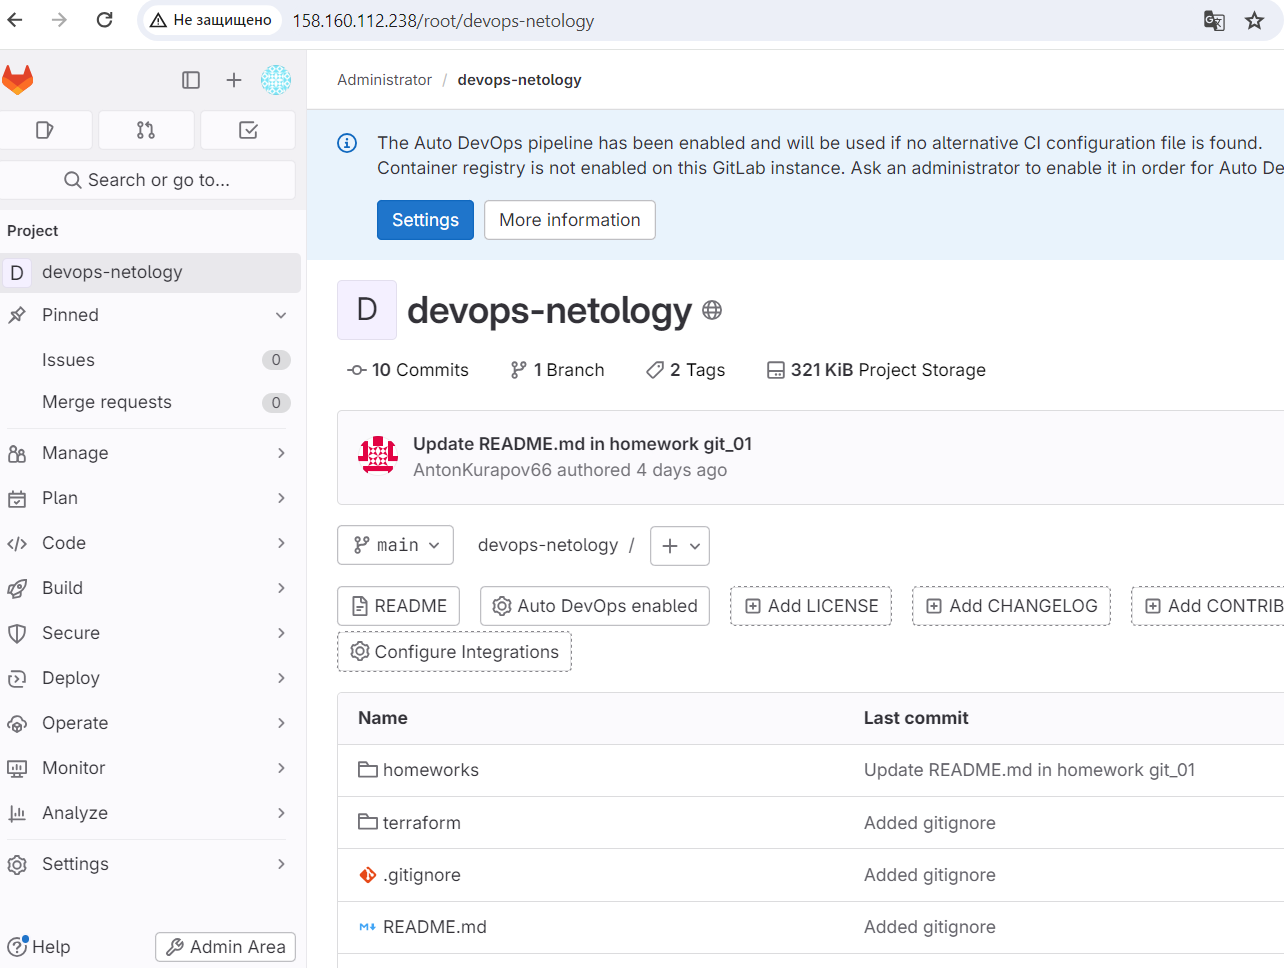 Не защищено 158.160.112.238/root/devops-netology
Administrator / devops-netology
The Auto DevOps pipeline has been enabled and will be used if no alternative CI configuration file is found.
Container registry is not enabled on this GitLab instance. Ask an administrator to enable it in order for Auto De
Settings More information
Search or go to...
Project
D devops-netology
Pinned
Issues 0
Merge requests 0
Manage
Plan
Code
Build
Secure
Deploy
Operate
Monitor
Analyze
Settings
Help Admin Area
D devops-netology
10 Commits 1 Branch 2 Tags 321 KiB Project Storage
Update README.md in homework git_01
AntonKurapov66 authored 4 days ago
main devops-netology /
README Auto DevOps enabled Add LICENSE Add CHANGELOG Add CONTRIB
Configure Integrations
Name Last commit
homeworks Update README.md in homework git_01
terraform Added gitignore
.gitignore Added gitignore
README.md Added gitignore